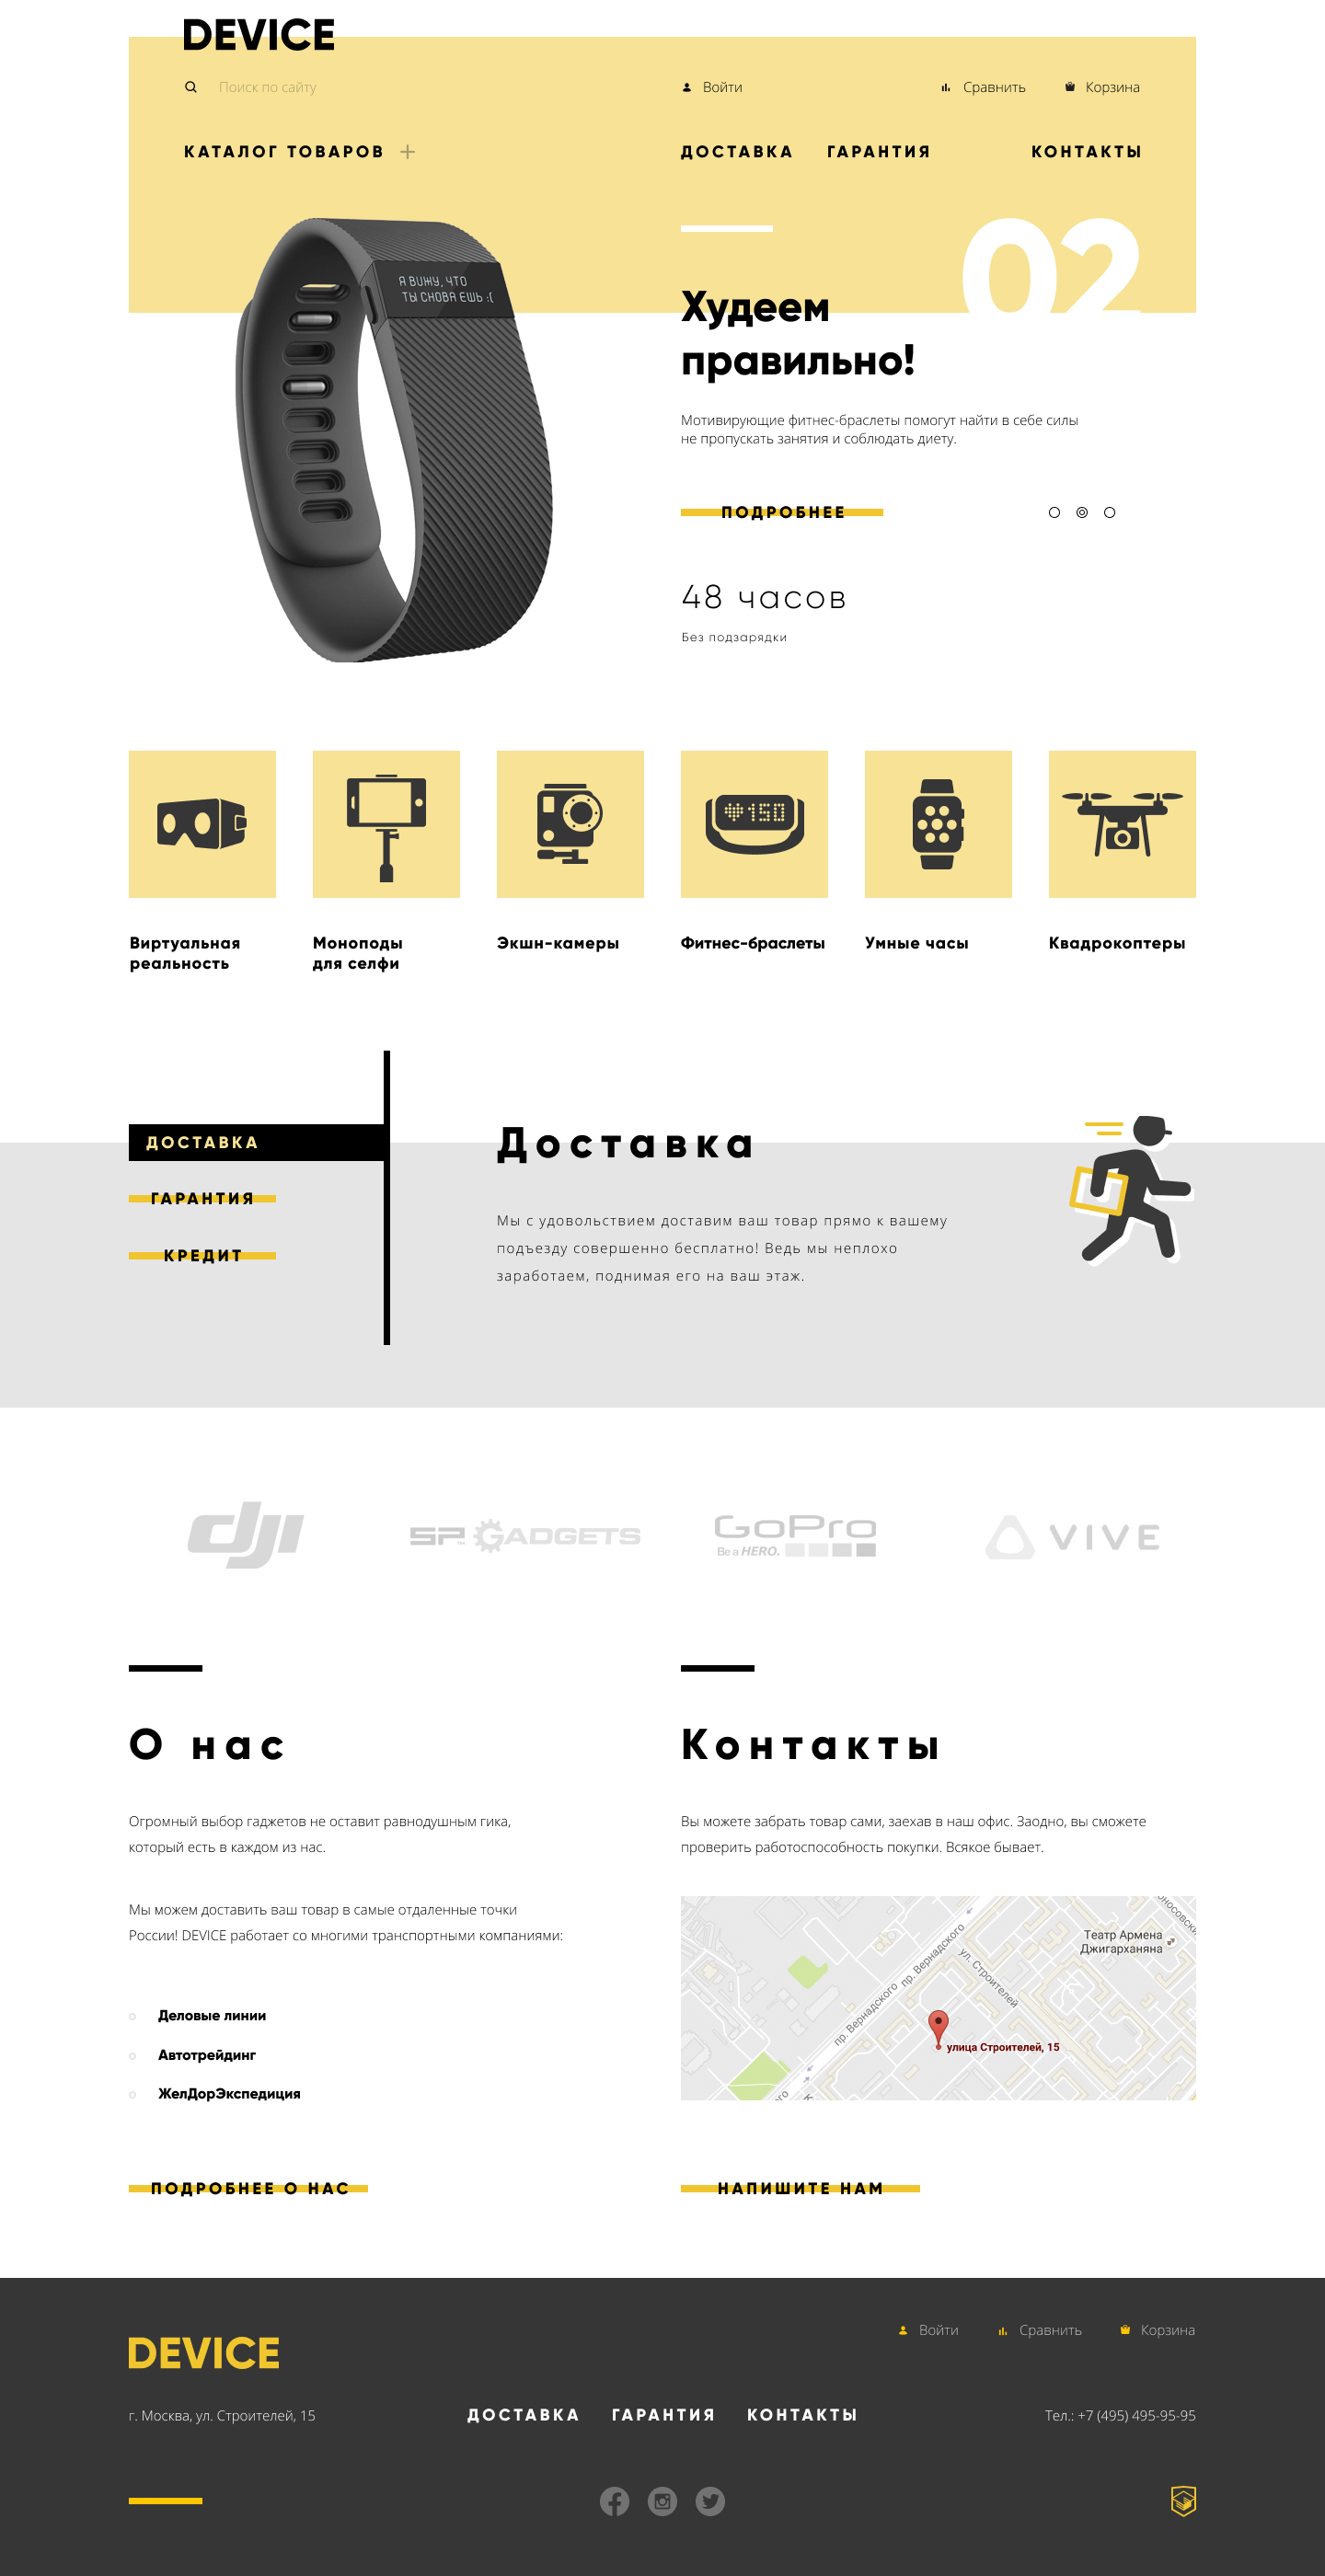 DEVICE
Поиск по сайту
Войти
Сравнить
Корзина
КАТАЛОГ ТОВАРОВ
ДОСТАВКА
ГАРАНТИЯ
КОНТАКТЫ
02
Я ВИЖУ, ЧТО
ТЫ СНОВА ЕШЬ :(
Худеем
правильно!
Мотивирующие фитнес-браслеты помогут найти в себе силы
не пропускать занятия и соблюдать диету.
ПОДРОБНЕЕ
48 часов
Без подзарядки
150
Виртуальная
реальность
Моноподы
для селфи
Экшн-камеры
Фитнес-браслеты
Умные часы
Квадрокоптеры
ДОСТАВКА
ГАРАНТИЯ
КРЕДИТ
Доставка
Мы с удовольствием доставим ваш товар прямо к вашему
подъезду совершенно бесплатно! Ведь мы неплохо
заработаем, поднимая его на ваш этаж.
dji
SP GADGETS
GoPro
Be a HERO.
VIVE
О нас
Огромный выбор гаджетов не оставит равнодушным гика,
который есть в каждом из нас.
Мы можем доставить ваш товар в самые отдаленные точки
России! DEVICE работает со многими транспортными компаниями:
Деловые линии
Автотрейдинг
ЖелДорЭкспедиция
ПОДРОБНЕЕ О НАС
Контакты
Вы можете забрать товар сами, заехав в наш офис. Заодно, вы сможете
проверить работоспособность покупки. Всякое бывает.
Театр Армена
Джигарханяна
пр. Вернадского
пр. Вернадского
ул. Строителей
улица Строителей, 15
НАПИШИТЕ НАМ
DEVICE
Войти
Сравнить
Корзина
г. Москва, ул. Строителей, 15
ДОСТАВКА
ГАРАНТИЯ
КОНТАКТЫ
Тел.: +7 (495) 495-95-95